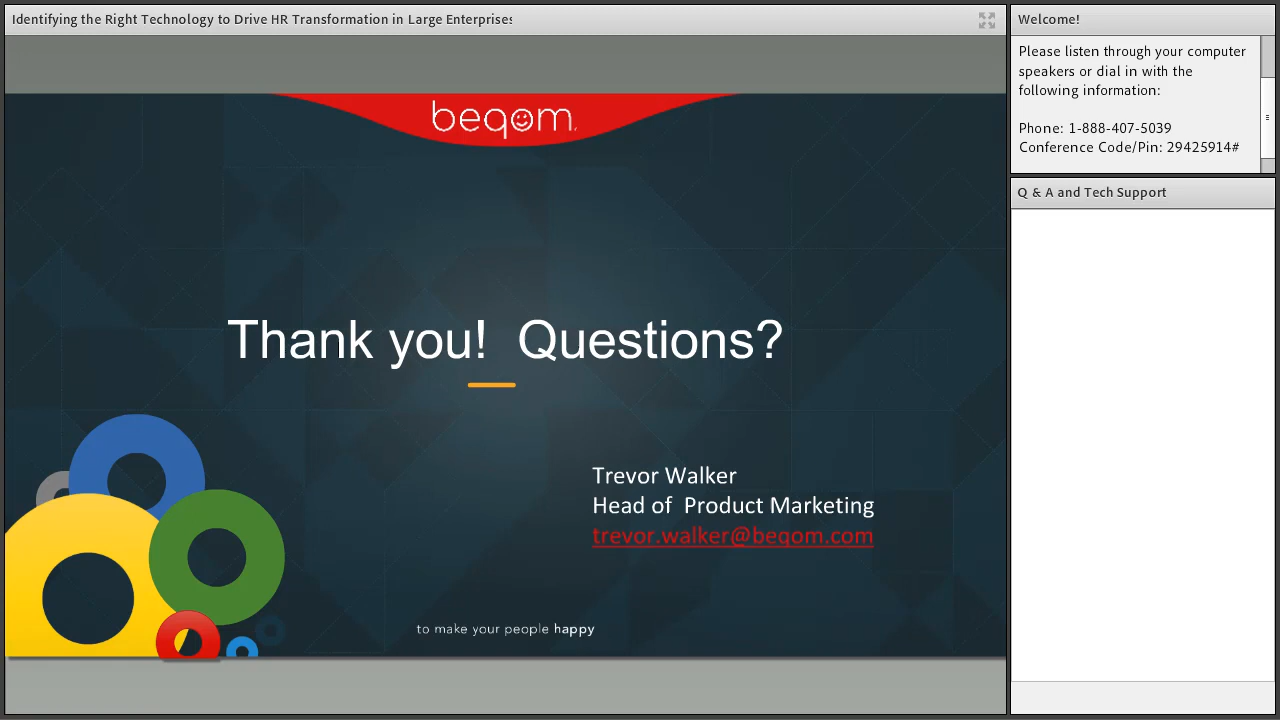 Identifying the Right Technology to Drive HR Transformation in Large Enterprises
beqom
Thank you!  Questions?
Trevor Walker
Head of  Product Marketing
trevor.walker@beqom.com
to make your people happy
Welcome!
Please listen through your computer
speakers or dial in with the
following information:
Phone: 1-888-407-5039
Conference Code/Pin: 29425914#
Q & A and Tech Support